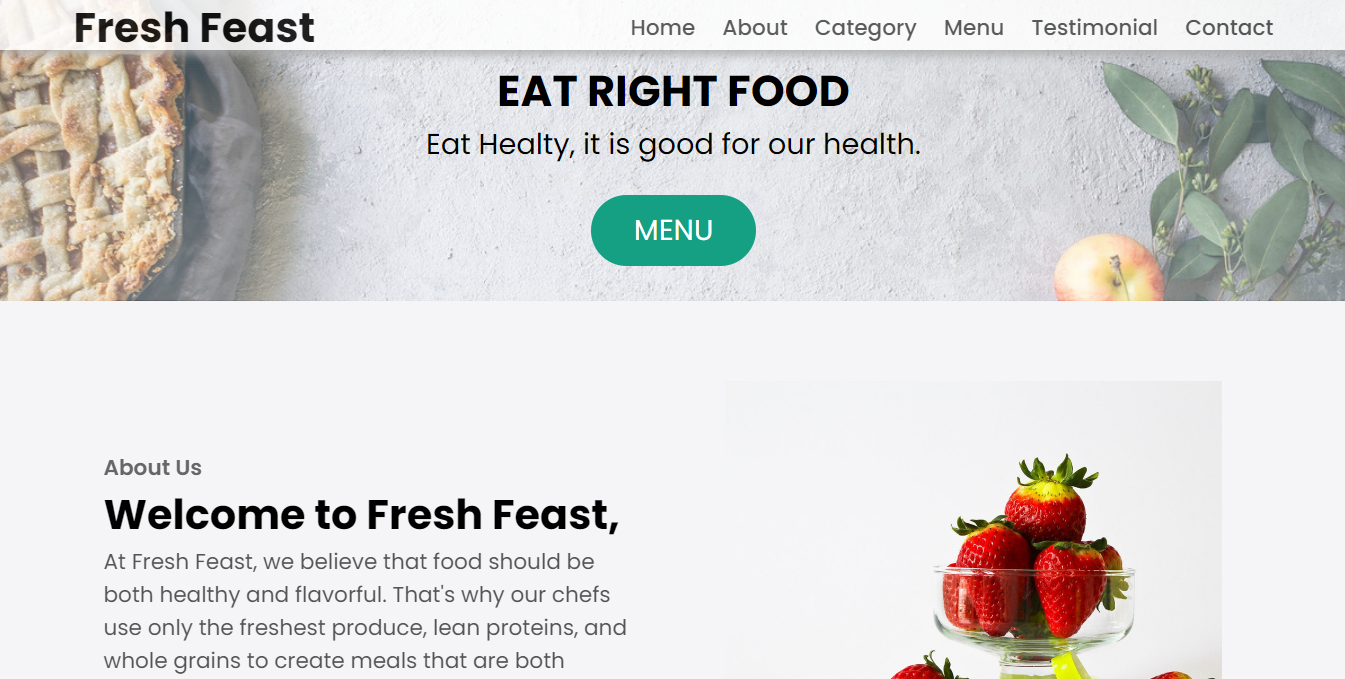 Fresh Feast
Home About Category Menu Testimonial Contact
EAT RIGHT FOOD
Eat Healty, it is good for our health.
MENU
About Us
Welcome to Fresh Feast,
At Fresh Feast, we believe that food should be
both healthy and flavorful. That's why our chefs
use only the freshest produce, lean proteins, and
whole grains to create meals that are both